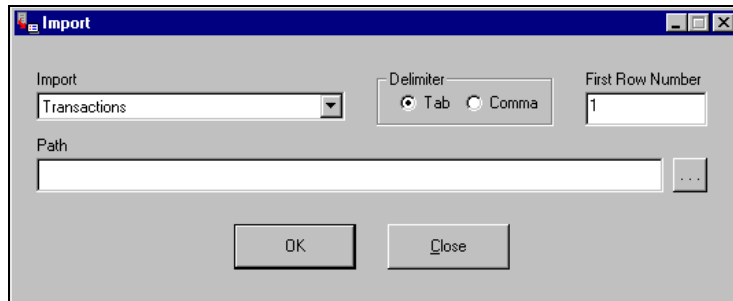 Import
Import
Delimiter
First Row Number
Transactions
Tab
Comma
1
Path
...
OK
Close